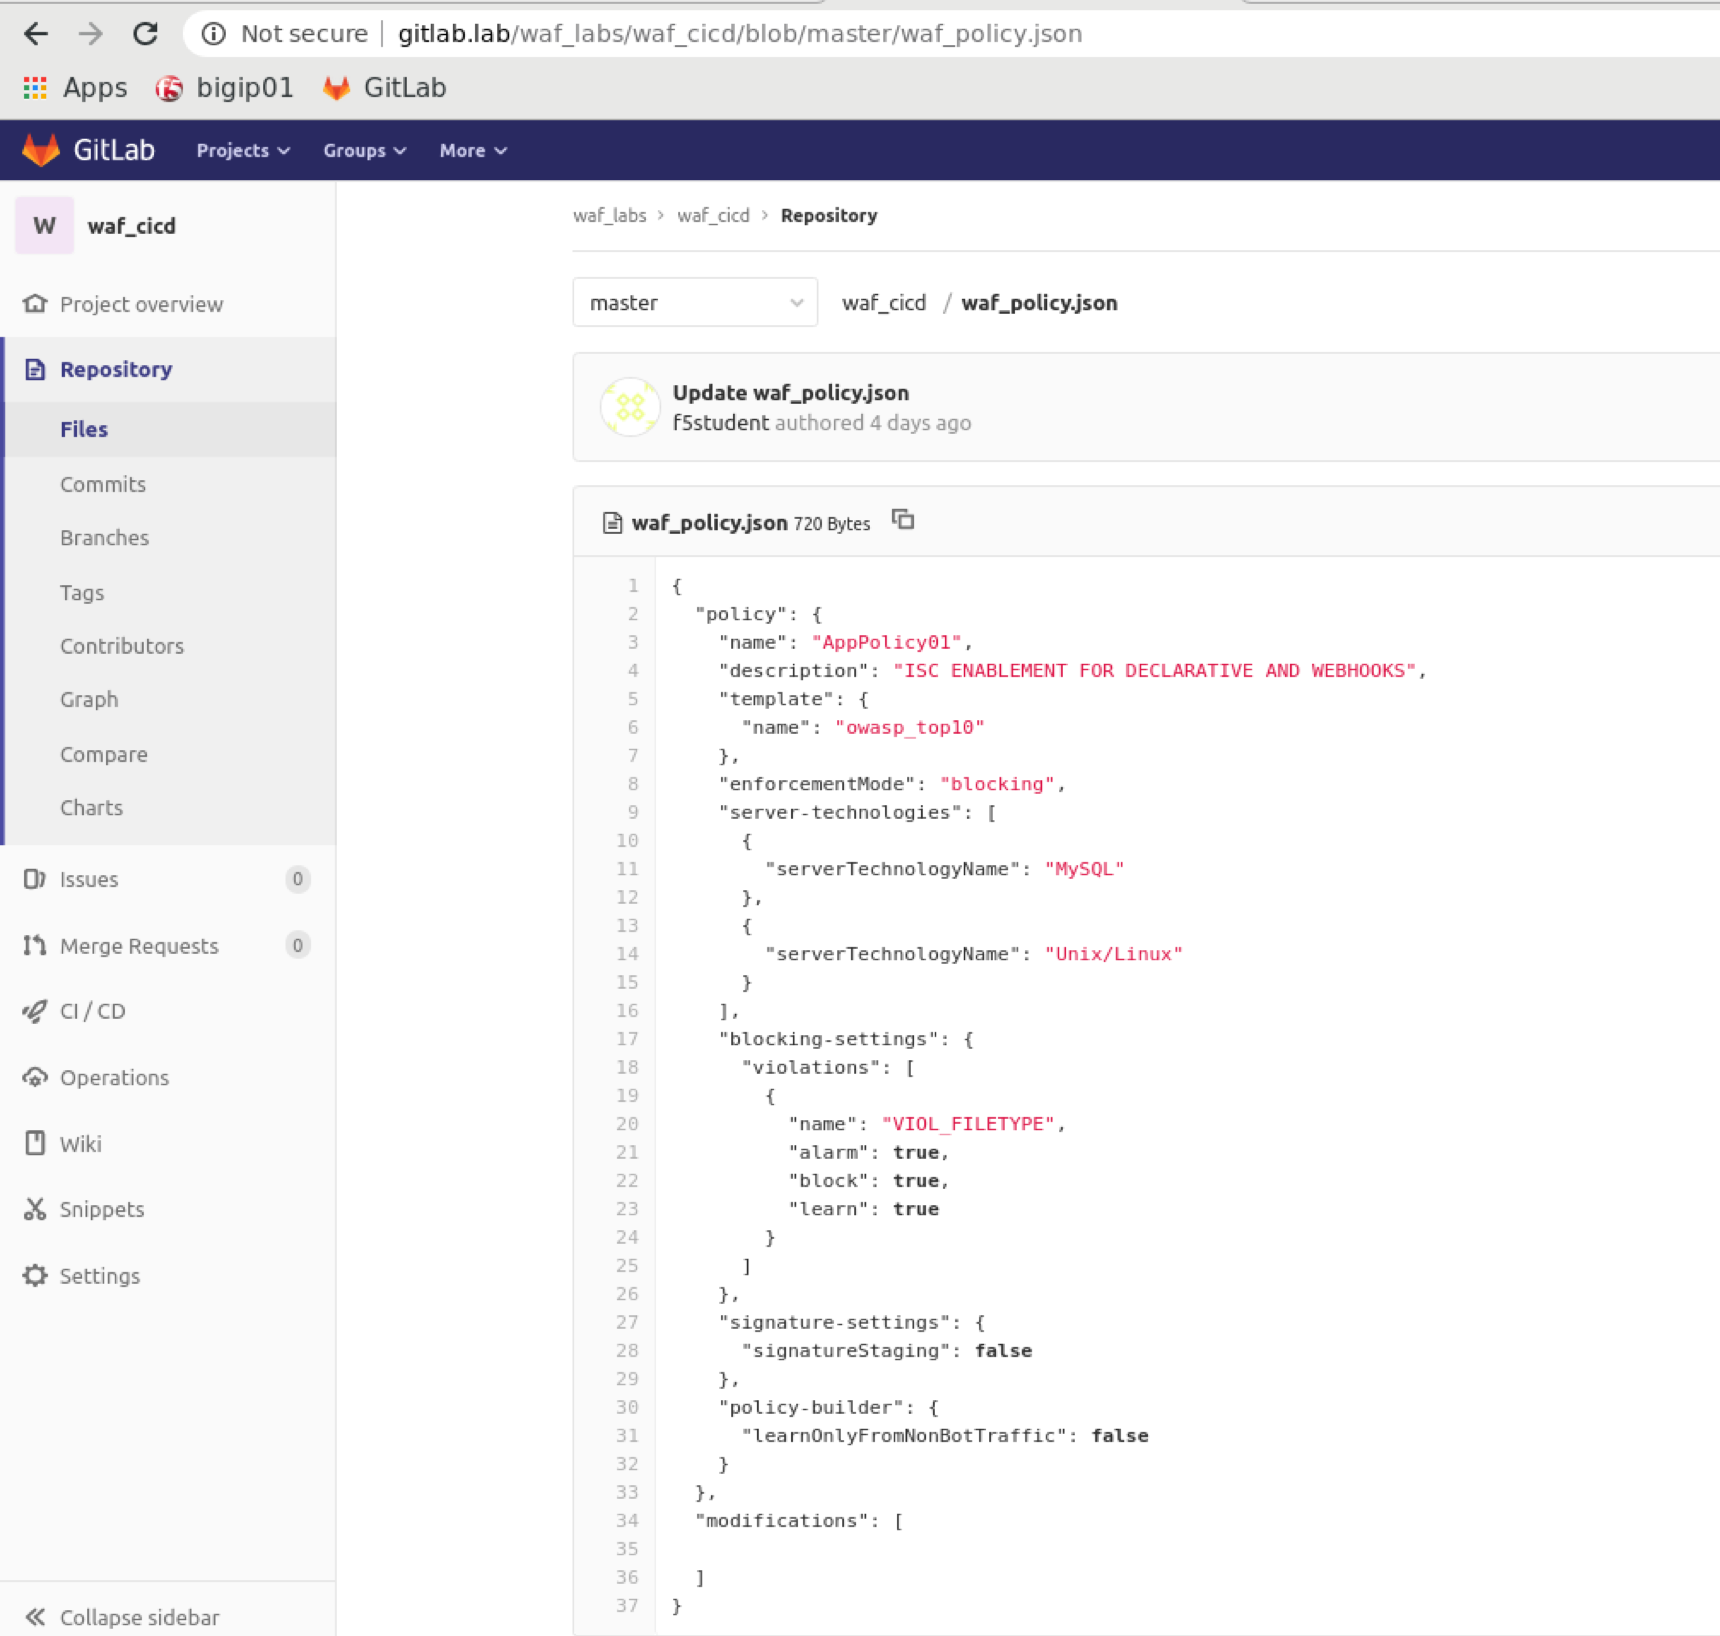 Not secure | gitlab.lab/waf_labs/waf_cicd/blob/master/waf_policy.json
Apps bigip01 GitLab
GitLab Projects Groups More
W waf_cicd
Project overview
Repository
Files
Commits
Branches
Tags
Contributors
Graph
Compare
Charts
Issues 0
Merge Requests 0
CI / CD
Operations
Wiki
Snippets
Settings
Collapse sidebar
waf_labs > waf_cicd > Repository
master waf_cicd / waf_policy.json
Update waf_policy.json
f5student authored 4 days ago
waf_policy.json 720 Bytes
1 {
2   "policy": {
3     "name": "AppPolicy01",
4     "description": "ISC ENABLEMENT FOR DECLARATIVE AND WEBHOOKS",
5     "template": {
6       "name": "owasp_top10"
7     },
8     "enforcementMode": "blocking",
9     "server-technologies": [
10       {
11         "serverTechnologyName": "MySQL"
12       },
13       {
14         "serverTechnologyName": "Unix/Linux"
15       }
16     ],
17     "blocking-settings": {
18       "violations": [
19         {
20           "name": "VIOL_FILETYPE",
21           "alarm": true,
22           "block": true,
23           "learn": true
24         }
25       ]
26     },
27     "signature-settings": {
28       "signatureStaging": false
29     },
30     "policy-builder": {
31       "learnOnlyFromNonBotTraffic": false
32     }
33   },
34   "modifications": [
35
36   ]
37 }